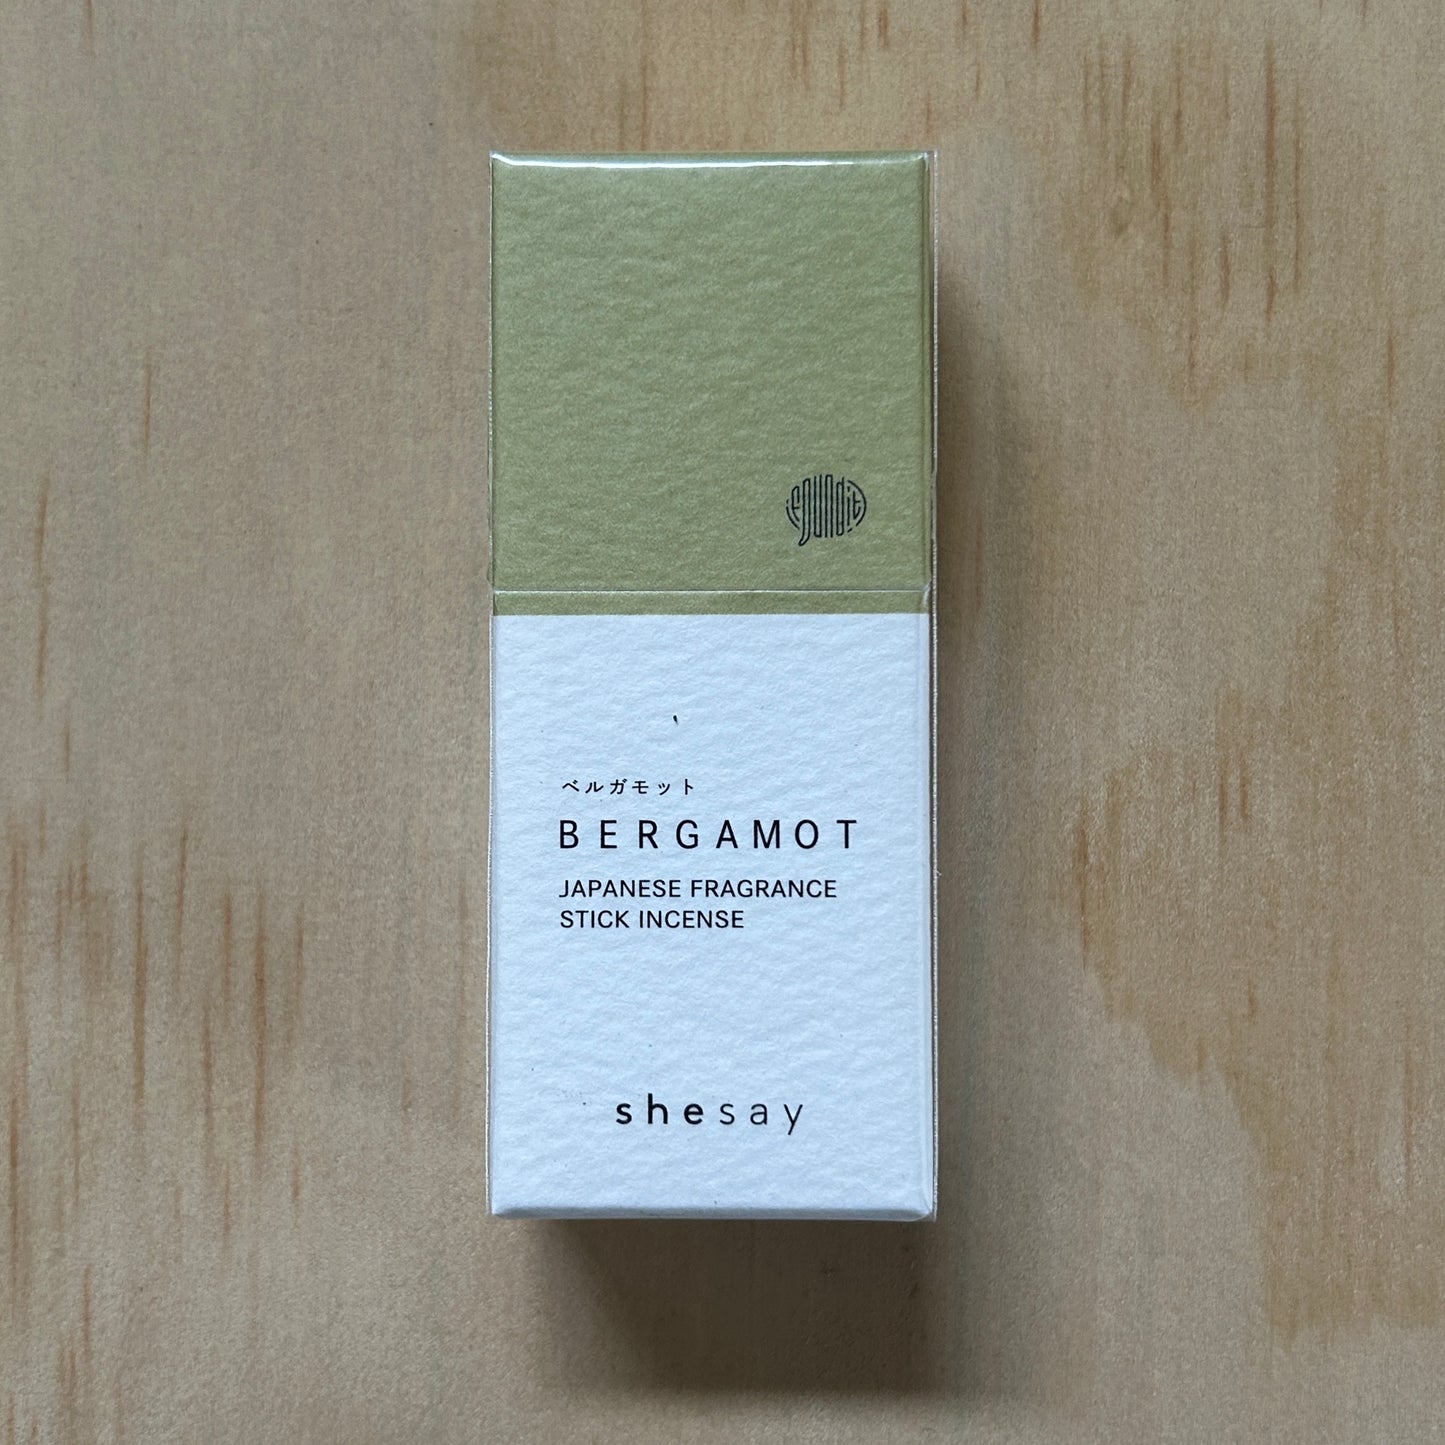 ベルガモット
BERGAMOT
JAPANESE FRAGRANCE
STICK INCENSE
shesay